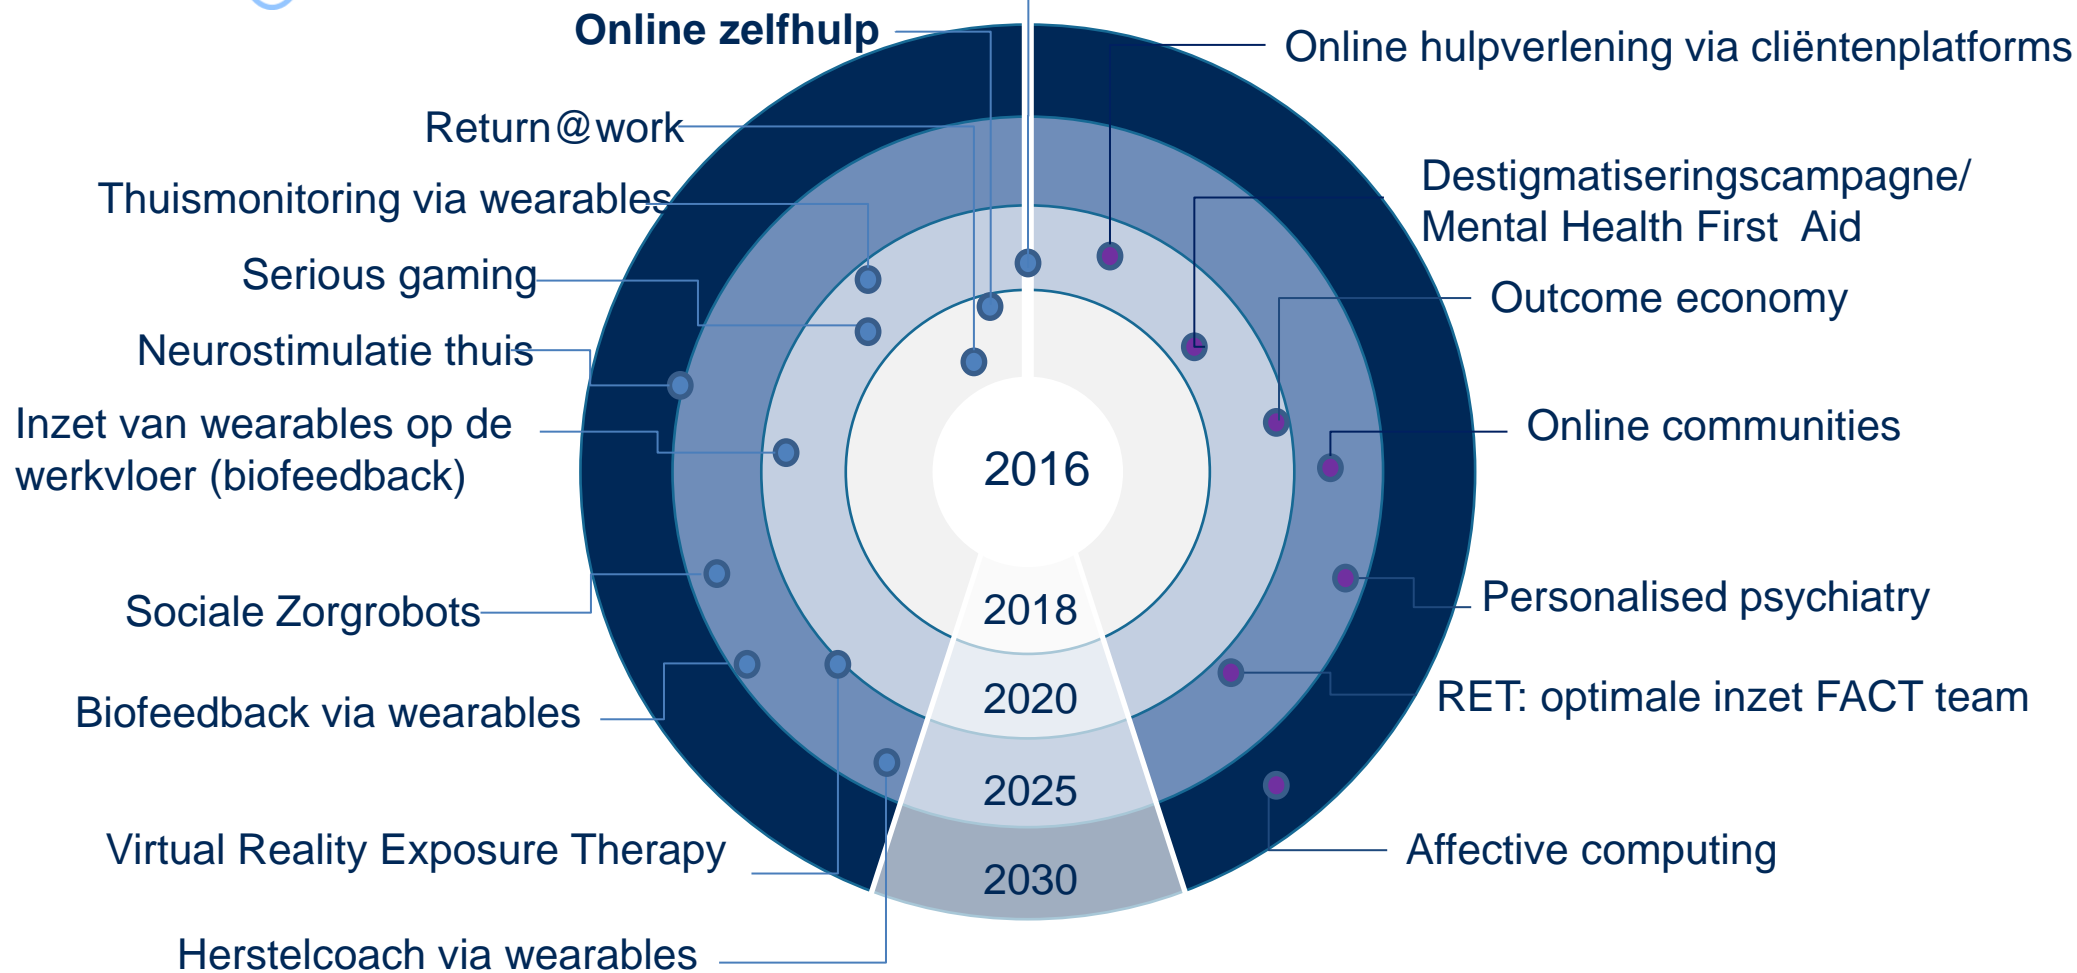 Online zelfhulp
Online hulpverlening via cliëntenplatforms
Return@work
Destigmatiseringscampagne/
Mental Health First Aid
Thuismonitoring via wearables
Serious gaming
Outcome economy
Neurostimulatie thuis
Inzet van wearables op de
werkvloer (biofeedback)
Online communities
2016
Sociale Zorgrobots
2018
Personalised psychiatry
Biofeedback via wearables
2020
RET: optimale inzet FACT team
2025
Virtual Reality Exposure Therapy
2030
Affective computing
Herstelcoach via wearables